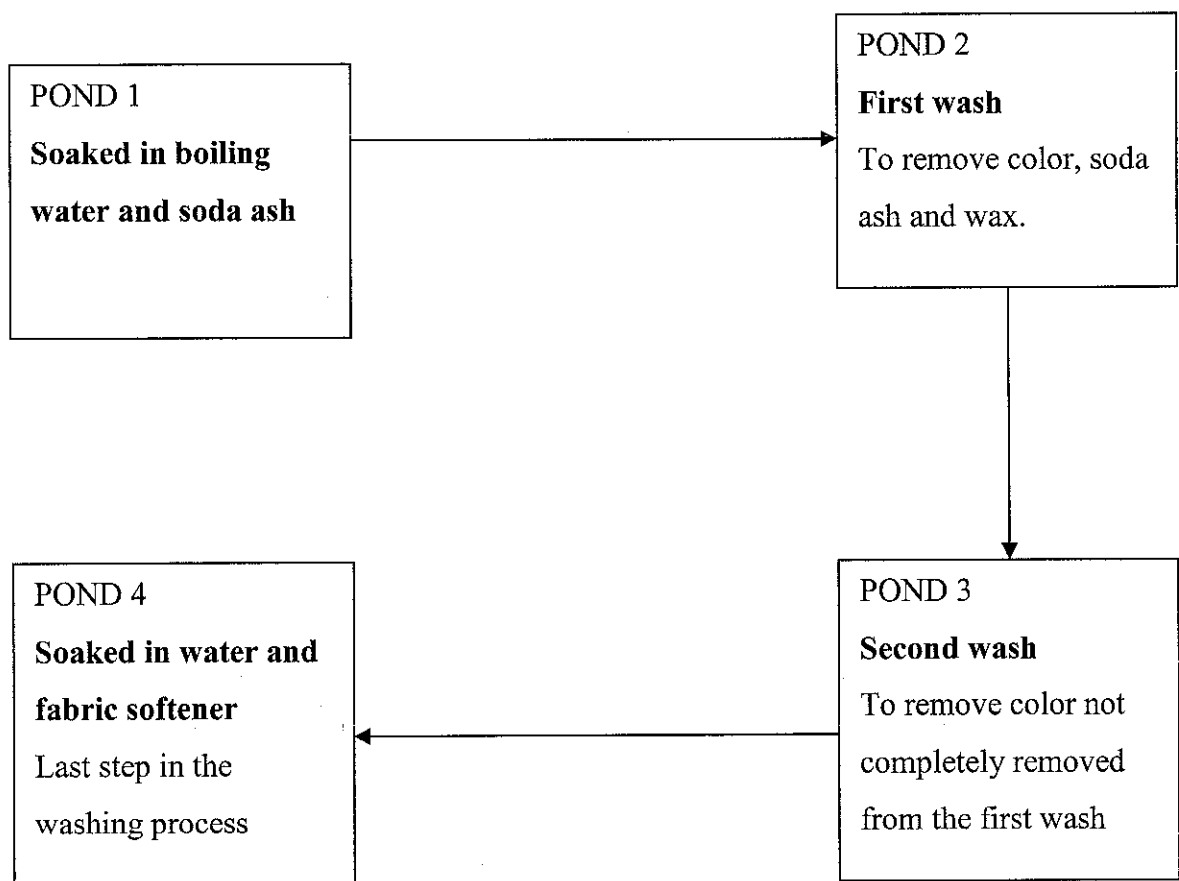 POND 1
Soaked in boiling
water and soda ash
POND 2
First wash
To remove color, soda
ash and wax.
POND 3
Second wash
To remove color not
completely removed
from the first wash
POND 4
Soaked in water and
fabric softener
Last step in the
washing process